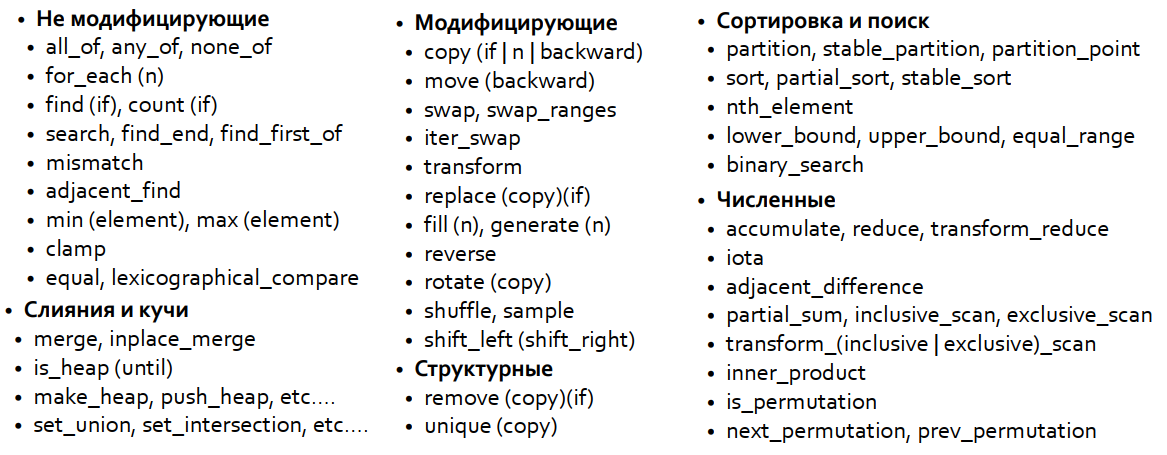 • Не модифицирующие
• all_of, any_of, none_of
• for_each (n)
• find (if), count (if)
• search, find_end, find_first_of
• mismatch
• adjacent_find
• min (element), max (element)
• clamp
• equal, lexicographical_compare
• Слияния и кучи
• merge, inplace_merge
• is_heap (until)
• make_heap, push_heap, etc....
• set_union, set_intersection, etc....
• Модифицирующие
• copy (if | n | backward)
• move (backward)
• swap, swap_ranges
• iter_swap
• transform
• replace (copy)(if)
• fill (n), generate (n)
• reverse
• rotate (copy)
• shuffle, sample
• shift_left (shift_right)
• Структурные
• remove (copy)(if)
• unique (copy)
• Сортировка и поиск
• partition, stable_partition, partition_point
• sort, partial_sort, stable_sort
• nth_element
• lower_bound, upper_bound, equal_range
• binary_search
• Численные
• accumulate, reduce, transform_reduce
• iota
• adjacent_difference
• partial_sum, inclusive_scan, exclusive_scan
• transform_(inclusive | exclusive)_scan
• inner_product
• is_permutation
• next_permutation, prev_permutation